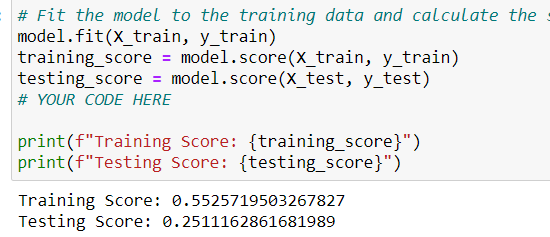 # Fit the model to the training data and calculate the
model.fit(X_train, y_train)
training_score = model.score(X_train, y_train)
testing_score = model.score(X_test, y_test)
# YOUR CODE HERE
print(f"Training Score: {training_score}")
print(f"Testing Score: {testing_score}")
Training Score: 0.5525719503267827
Testing Score: 0.2511162861681989